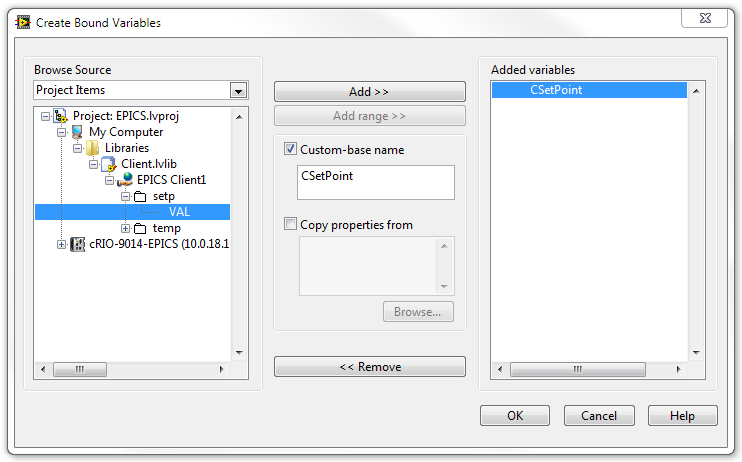 Create Bound Variables
Browse Source
Project Items
Project: EPICS.lvproj
My Computer
Libraries
Client.lvlib
EPICS Client1
setp
VAL
temp
cRIO-9014-EPICS (10.0.18.1
Add >>
Add range >>
Custom-base name
CSetPoint
Copy properties from
Browse...
<< Remove
Added variables
CSetPoint
OK
Cancel
Help